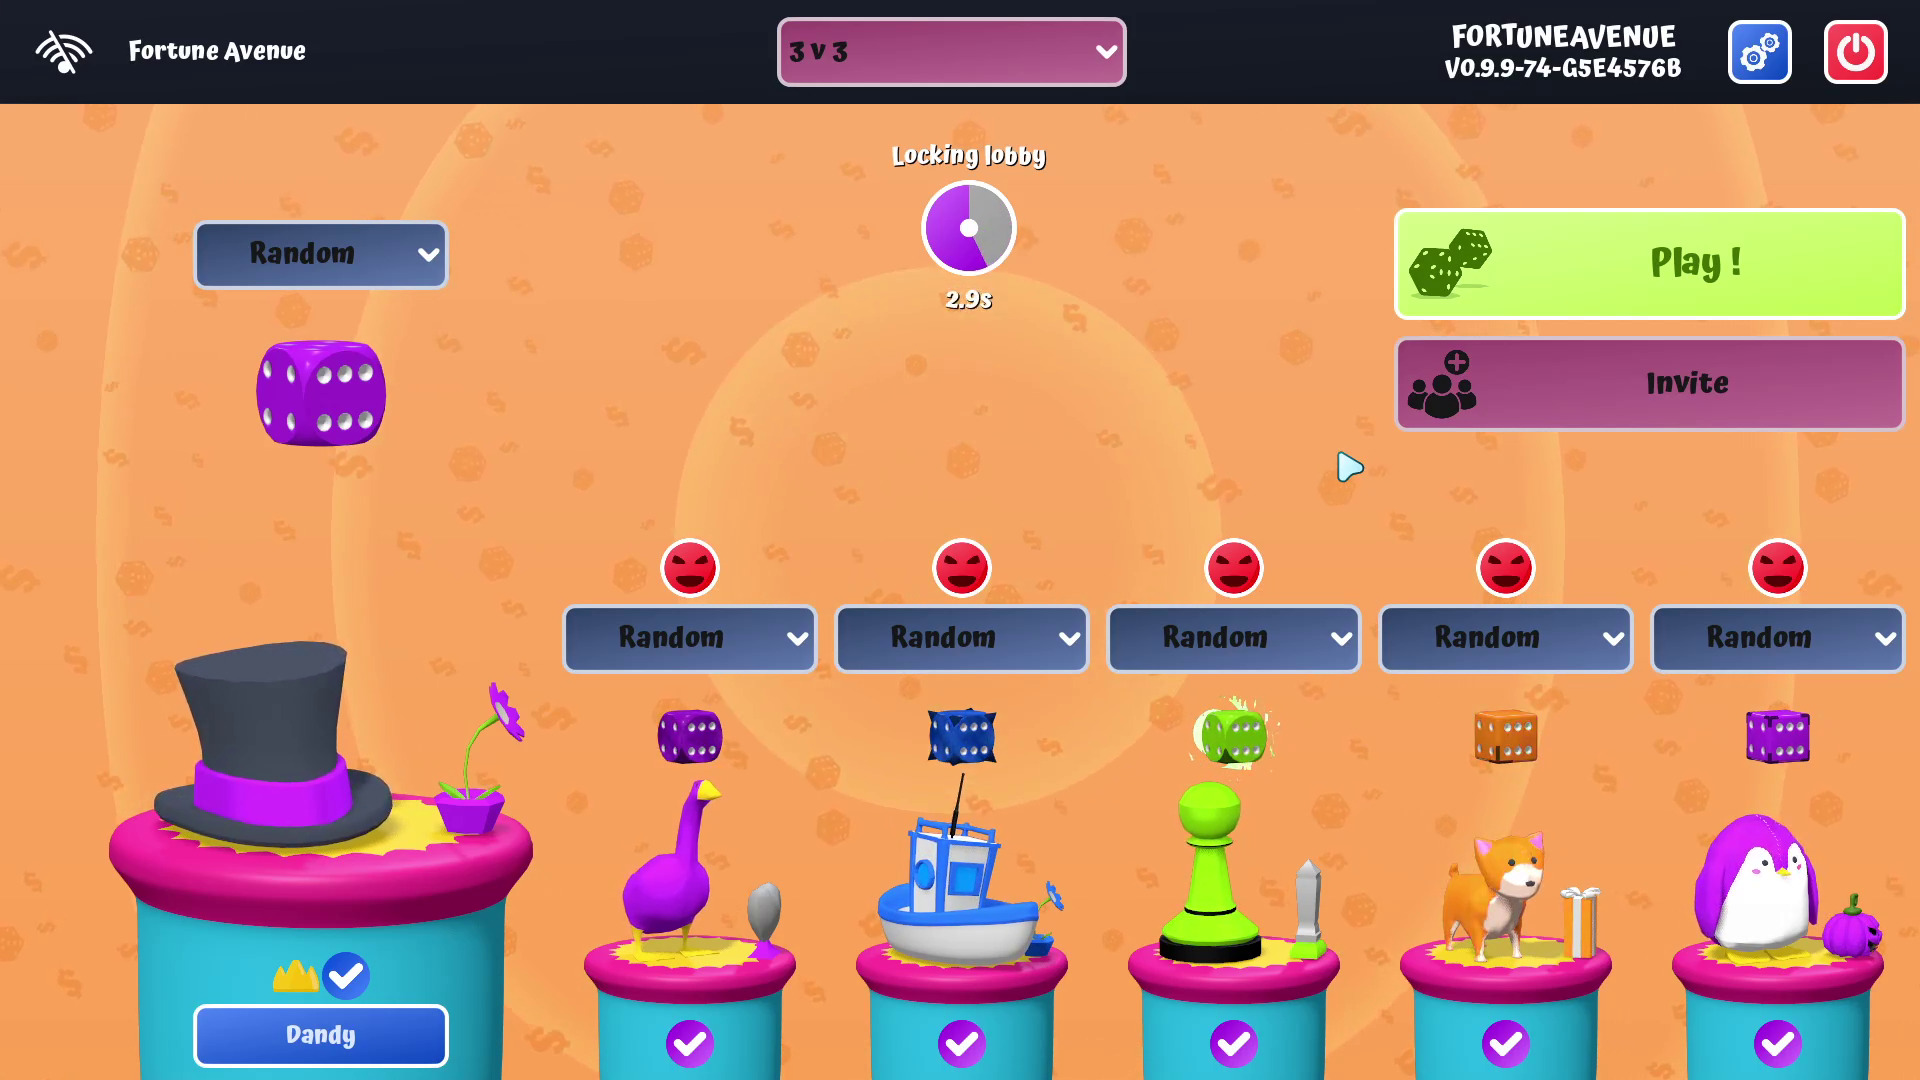 Fortune Avenue
3 v 3
FORTUNEAVENUE
V0.9.9-74-G5E4576B
Locking lobby
2.9s
Random
Play !
Invite
Random
Random
Random
Random
Random
Dandy